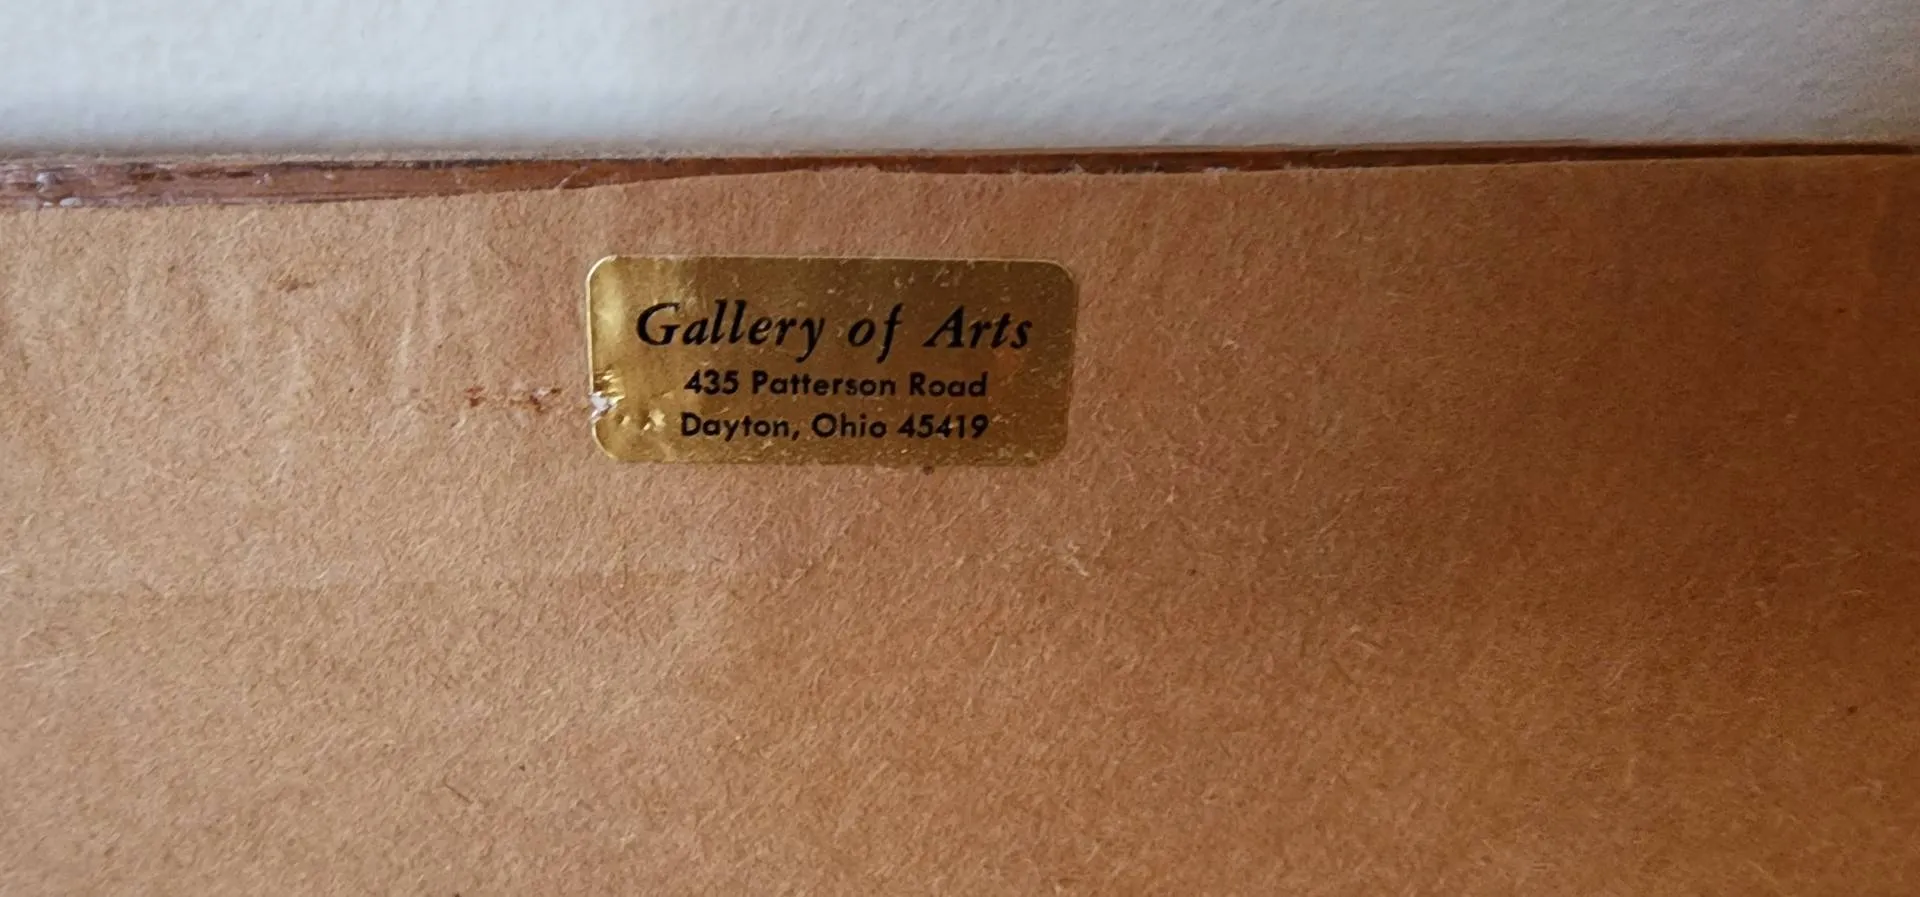 Gallery of Arts
435 Patterson Road
Dayton, Ohio 45419